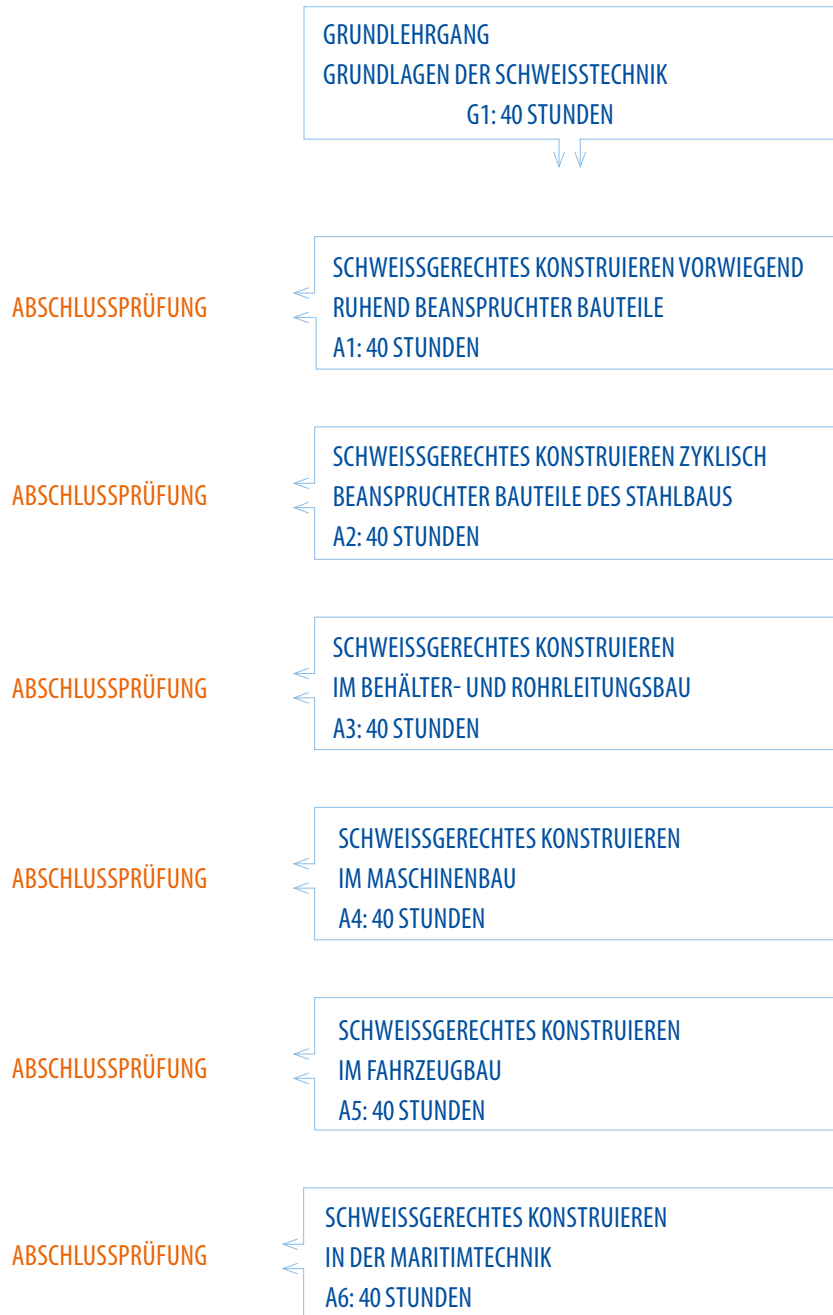 GRUNDLEHRGANG
GRUNDLAGEN DER SCHWEISSTECHNIK
G1: 40 STUNDEN
SCHWEISSGERECHTES KONSTRUIEREN VORWIEGEND
ABSCHLUSSPRÜFUNG
RUHEND BEANSPRUCHTER BAUTEILE
A1: 40 STUNDEN
SCHWEISSGERECHTES KONSTRUIEREN ZYKLISCH
ABSCHLUSSPRÜFUNG
BEANSPRUCHTER BAUTEILE DES STAHLBAUS
A2: 40 STUNDEN
SCHWEISSGERECHTES KONSTRUIEREN
ABSCHLUSSPRÜFUNG
IM BEHÄLTER- UND ROHRLEITUNGSBAU
A3: 40 STUNDEN
SCHWEISSGERECHTES KONSTRUIEREN
ABSCHLUSSPRÜFUNG
IM MASCHINENBAU
A4: 40 STUNDEN
SCHWEISSGERECHTES KONSTRUIEREN
ABSCHLUSSPRÜFUNG
IM FAHRZEUGBAU
A5: 40 STUNDEN
SCHWEISSGERECHTES KONSTRUIEREN
ABSCHLUSSPRÜFUNG
IN DER MARITIMTECHNIK
A6: 40 STUNDEN